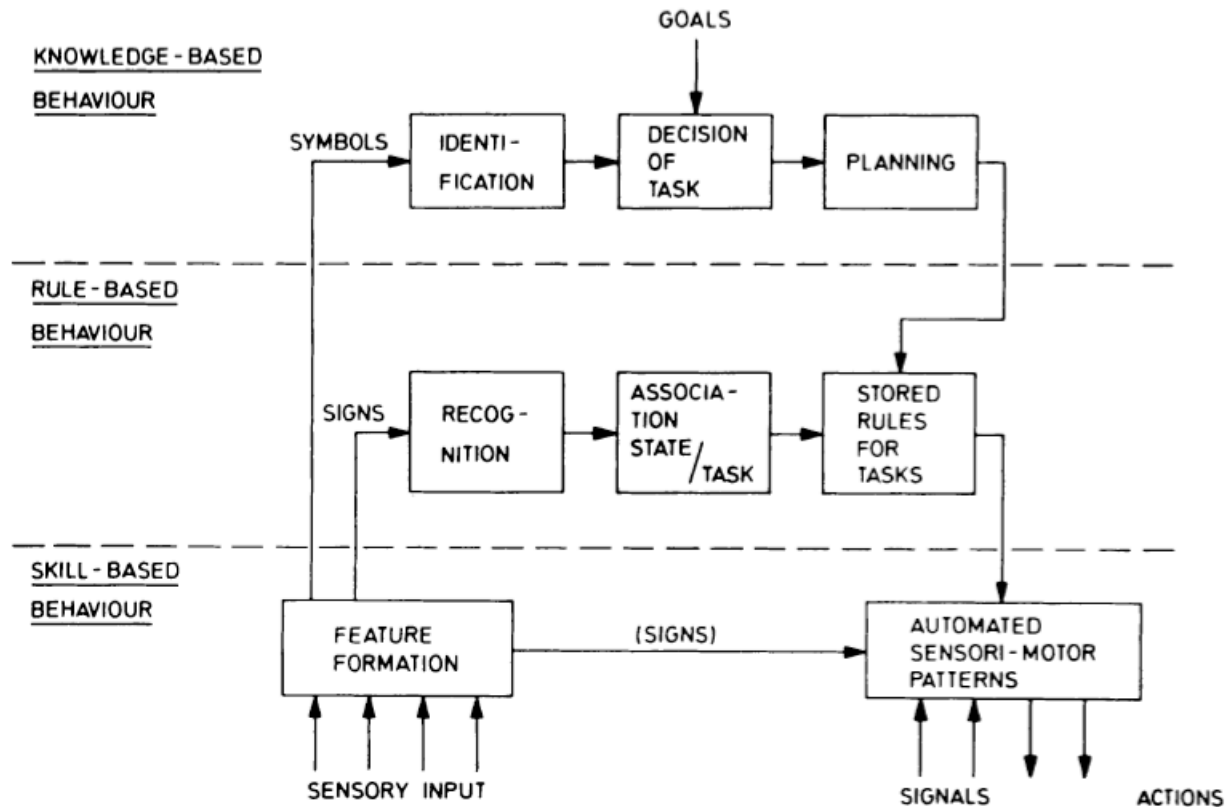 GOALS
KNOWLEDGE-BASED
BEHAVIOUR
SYMBOLS
IDENTI-
FICATION
DECISION
OF
TASK
PLANNING
RULE-BASED
BEHAVIOUR
SIGNS
RECOG-
NITION
ASSOCIA-
TION
STATE/
TASK
STORED
RULES
FOR
TASKS
SKILL-BASED
BEHAVIOUR
FEATURE
FORMATION
(SIGNS)
AUTOMATED
SENSORI-MOTOR
PATTERNS
SENSORY INPUT
SIGNALS
ACTIONS